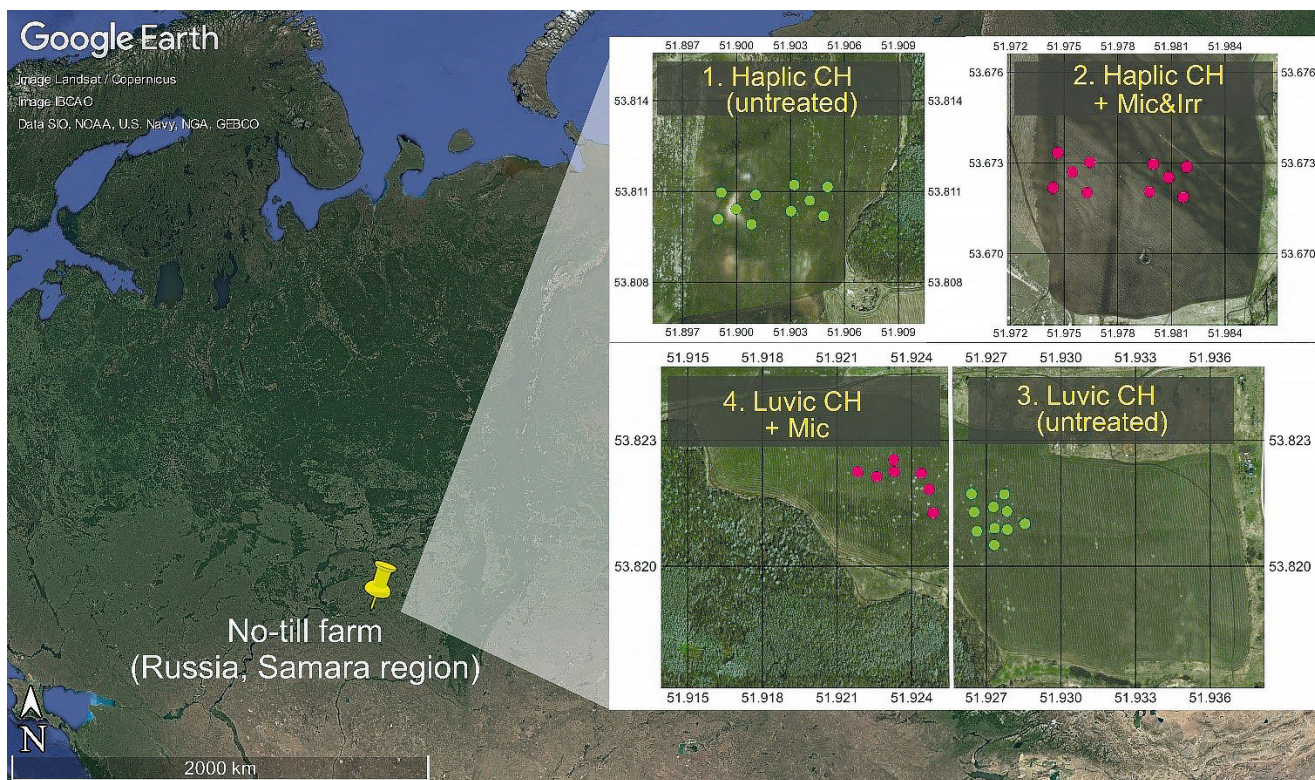 Google Earth
Image Landsat / Copernicus
Image IBCAO
Data SIO, NOAA, U.S. Navy, NGA, GEBCO
No-till farm
(Russia, Samara region)
N
2000 km
51.897 51.900 51.903 51.906 51.909
1. Haplic CH
(untreated)
53.814 53.814
53.811 53.811
53.808 53.808
51.897 51.900 51.903 51.906 51.909
51.972 51.975 51.978 51.981 51.984
2. Haplic CH
+ Mic&Irr
53.676 53.676
53.673 53.673
53.670 53.670
51.972 51.975 51.978 51.981 51.984
51.915 51.918 51.921 51.924 51.927 51.930 51.933 51.936
4. Luvic CH
+ Mic
3. Luvic CH
(untreated)
53.823 53.823
53.820 53.820
51.915 51.918 51.921 51.924 51.927 51.930 51.933 51.936